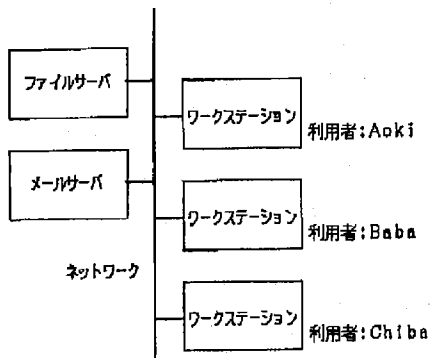 ファイルサーバ
ワークステーション
利用者:Aoki
メールサーバ
ワークステーション
利用者:Baba
ネットワーク
ワークステーション
利用者:Chiba